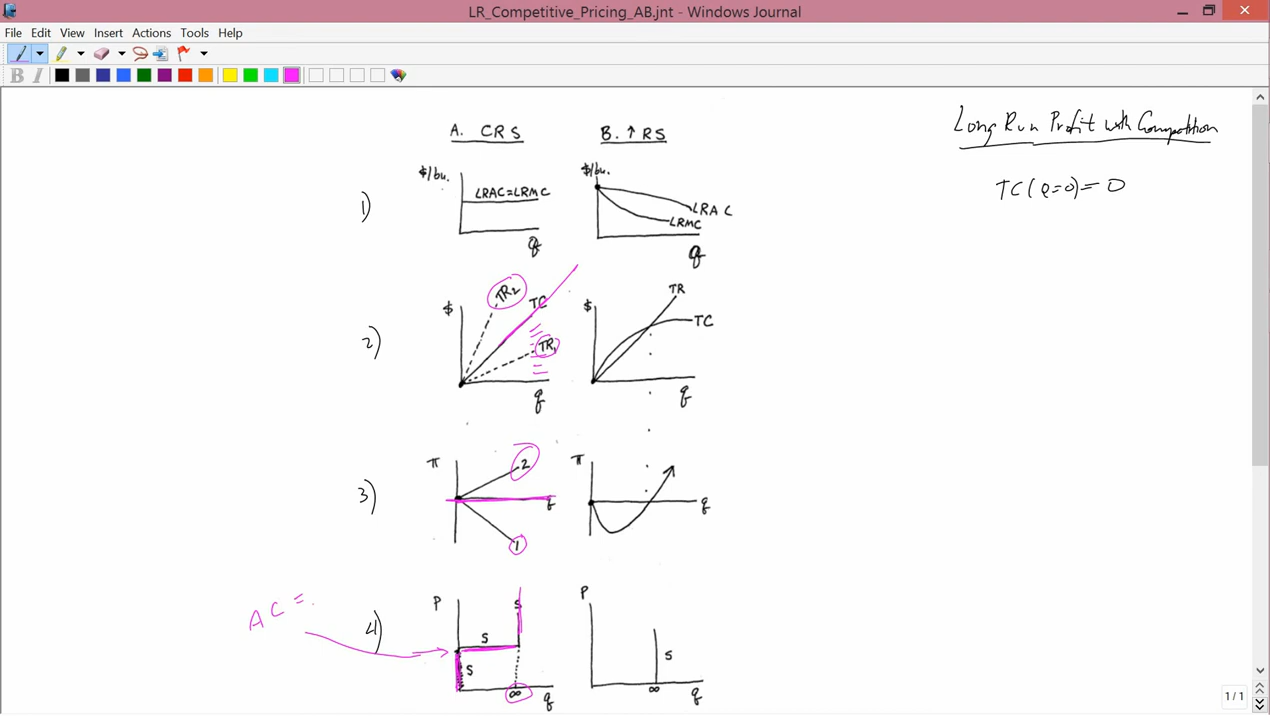 LR_Competitive_Pricing_AB.jnt - Windows Journal
File Edit View Insert Actions Tools Help
B I
Long Run Profit with Competition
TC(Q=0)=0
A. CRS
B. ↑RS
1)
$/bu.
LRAC=LRMC
q
$/bu.
LRAC
LRMC
q
2)
$
TR2
TC
TR1
q
$
TR
TC
q
3)
π
2
q
1
π
q
AC =
4)
P
S
S
S
∞
q
P
S
∞
q
1/1